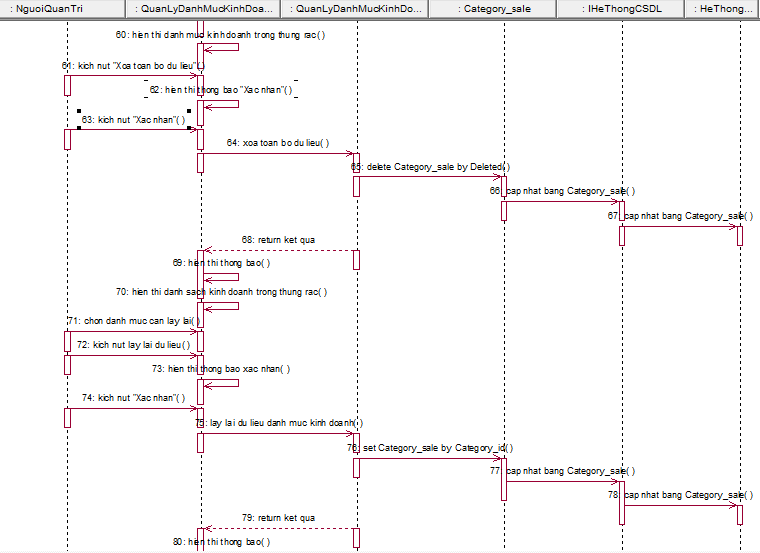 : NguoiQuanTri
: QuanLyDanhMucKinhDoa...
: QuanLyDanhMucKinhDo...
: Category_sale
: IHeThongCSDL
: HeThong...
60: hien thi danh muc kinh doanh trong thung rac( )
61: kich nut "Xoa toan bo du lieu"( )
62: hien thi thong bao "Xac nhan"( )
63: kich nut "Xac nhan"( )
64: xoa toan bo du lieu( )
65: delete Category_sale by Deleted( )
66: cap nhat bang Category_sale( )
67: cap nhat bang Category_sale( )
68: return ket qua
69: hien thi thong bao( )
70: hien thi danh sach kinh doanh trong thung rac( )
71: chon danh muc can lay lai( )
72: kich nut lay lai du lieu( )
73: hien thi thong bao xac nhan( )
74: kich nut "Xac nhan"( )
75: lay lai du lieu danh muc kinh doanh( )
76: set Category_sale by Category_id( )
77: cap nhat bang Category_sale( )
78: cap nhat bang Category_sale( )
79: return ket qua
80: hien thi thong bao( )